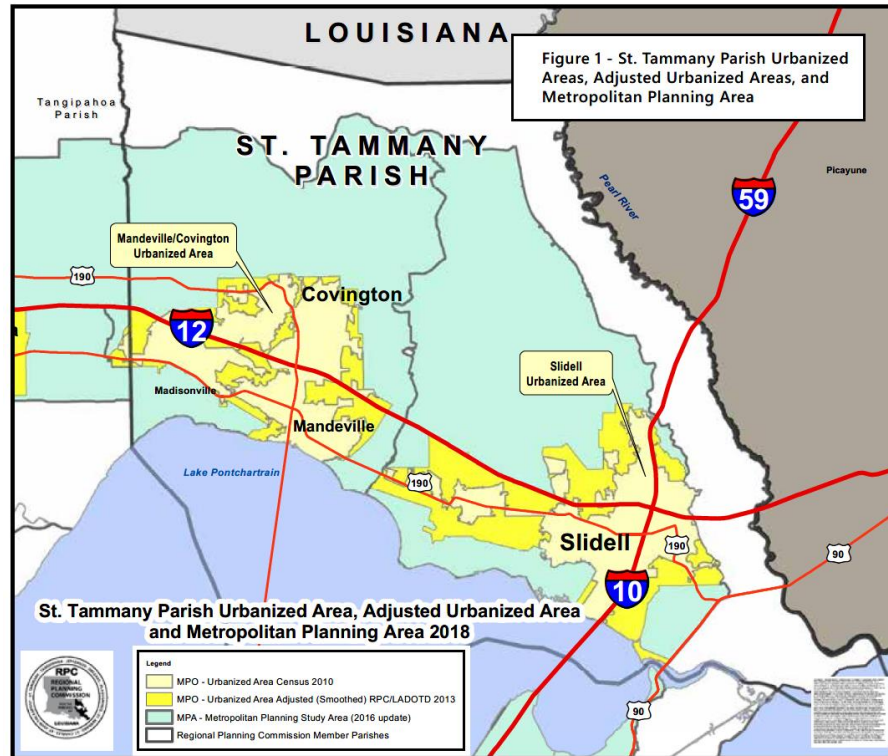 LOUISIANA
Figure 1 - St. Tammany Parish Urbanized
Areas, Adjusted Urbanized Areas, and
Metropolitan Planning Area
Tangipahoa
Parish
ST. TAMMANY
PARISH
Pearl River
Picayune
59
Mandeville/Covington
Urbanized Area
190
Covington
12
a
Slidell
Urbanized Area
Madisonville
Mandeville
Lake Pontchartrain
190
Slidell
190
90
10
St. Tammany Parish Urbanized Area, Adjusted Urbanized Area
and Metropolitan Planning Area 2018
RPC
REGIONAL
PLANNING
COMMISSION
LOUISIANA
Legend
MPO - Urbanized Area Census 2010
MPO - Urbanized Area Adjusted (Smoothed) RPC/LADOTD 2013
MPA - Metropolitan Planning Study Area (2016 update)
Regional Planning Commission Member Parishes
90